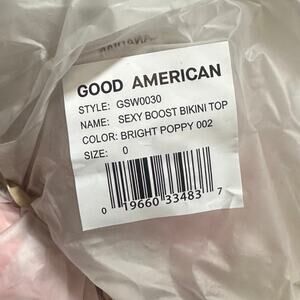 GOOD AMERICAN
STYLE: GSW0030
NAME: SEXY BOOST BIKINI TOP
COLOR: BRIGHT POPPY 002
SIZE: 0
0 19660 33483 7